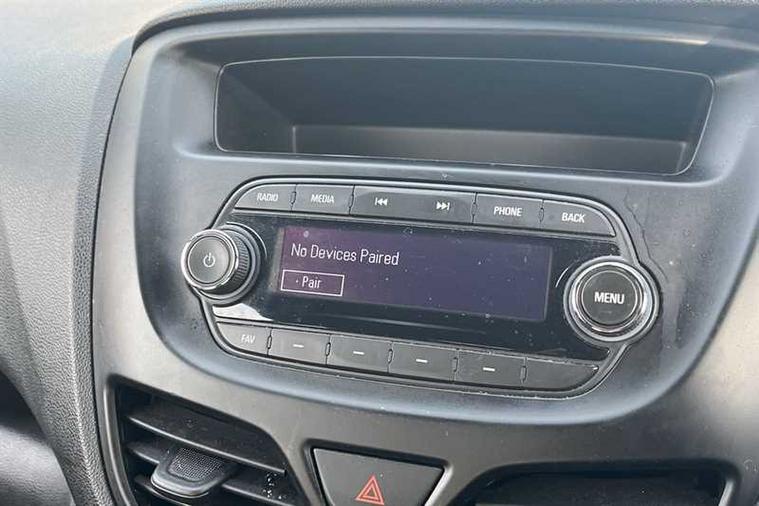 RADIO MEDIA PHONE BACK
No Devices Paired
Pair
MENU
FAV